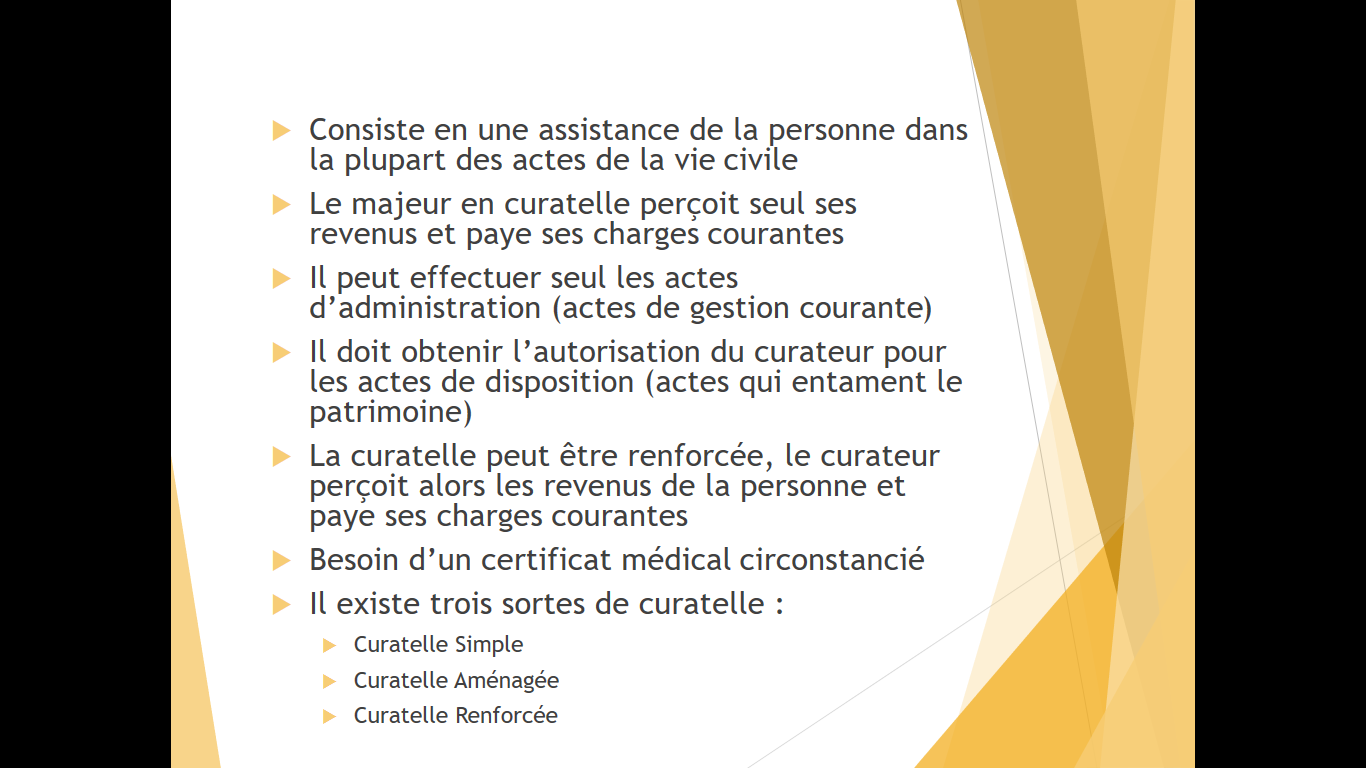 Consiste en une assistance de la personne dans
la plupart des actes de la vie civile
Le majeur en curatelle perçoit seul ses
revenus et paye ses charges courantes
Il peut effectuer seul les actes
d’administration (actes de gestion courante)
Il doit obtenir l’autorisation du curateur pour
les actes de disposition (actes qui entament le
patrimoine)
La curatelle peut être renforcée, le curateur
perçoit alors les revenus de la personne et
paye ses charges courantes
Besoin d’un certificat médical circonstancié
Il existe trois sortes de curatelle :
Curatelle Simple
Curatelle Aménagée
Curatelle Renforcée